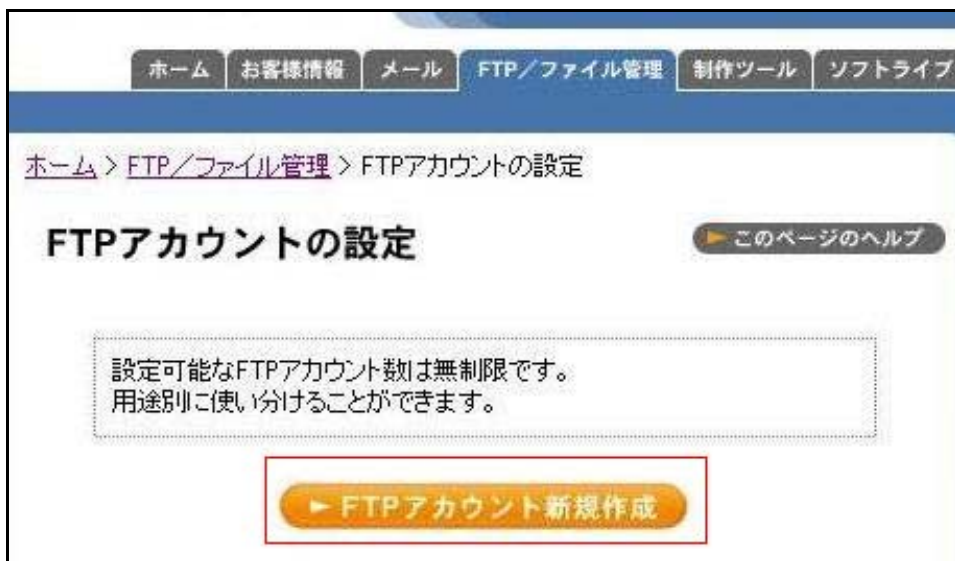 ホーム お客様情報 メール FTP／ファイル管理 制作ツール ソフトライブ
ホーム > FTP／ファイル管理 > FTPアカウントの設定
FTPアカウントの設定 このページのヘルプ
設定可能なFTPアカウント数は無制限です。
用途別に使い分けることができます。
FTPアカウント新規作成